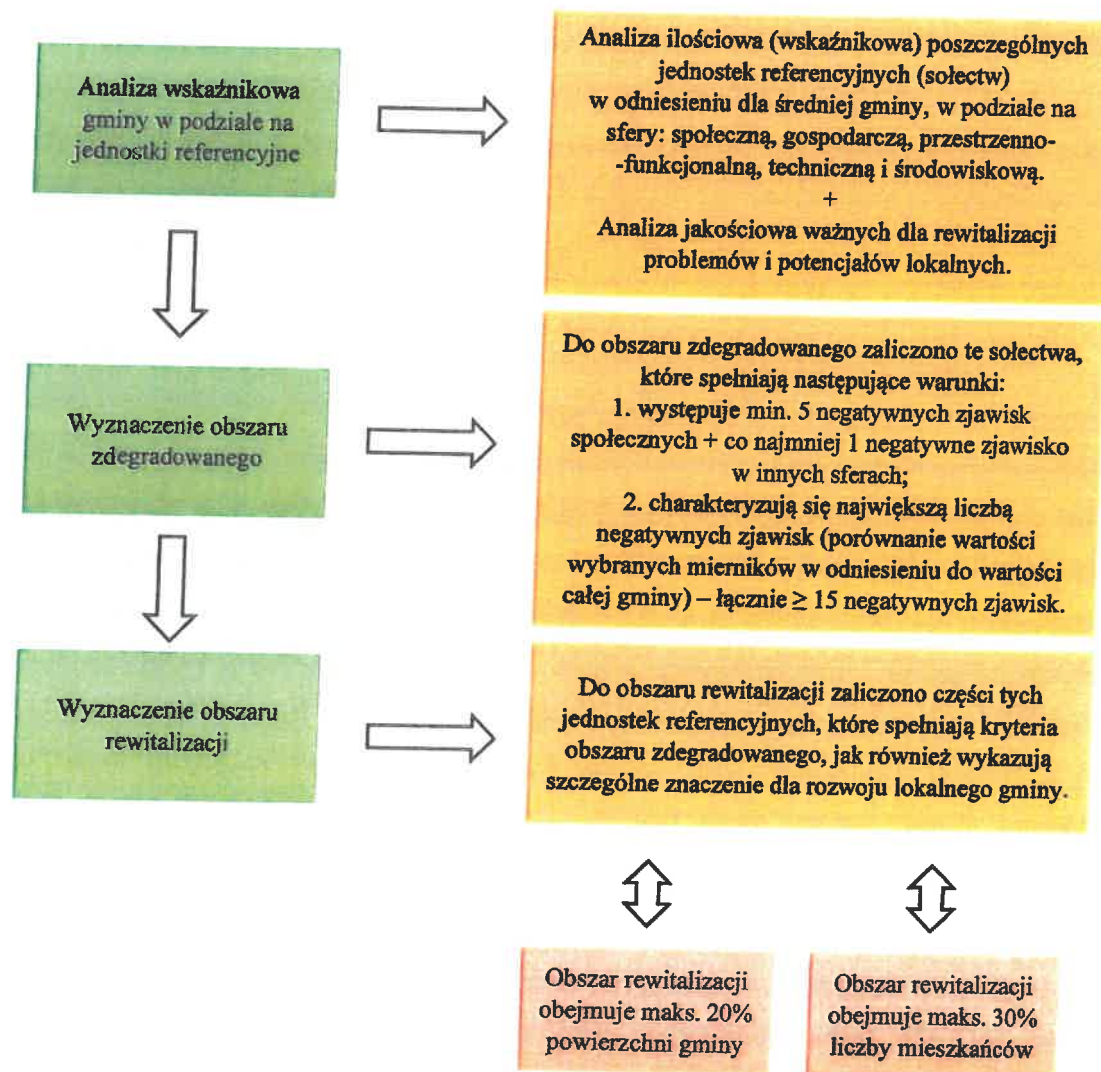 Analiza wskaźnikowa
gminy w podziale na
jednostki referencyjne
Analiza ilościowa (wskaźnikowa) poszczególnych
jednostek referencyjnych (sołectw)
w odniesieniu dla średniej gminy, w podziale na
sfery: społeczną, gospodarczą, przestrzenno-
-funkcjonalną, techniczną i środowiskową.
+
Analiza jakościowa ważnych dla rewitalizacji
problemów i potencjałów lokalnych.
Wyznaczenie obszaru
zdegradowanego
Do obszaru zdegradowanego zaliczono te sołectwa,
które spełniają następujące warunki:
1. występuje min. 5 negatywnych zjawisk
społecznych + co najmniej 1 negatywne zjawisko
w innych sferach;
2. charakteryzują się największą liczbą
negatywnych zjawisk (porównanie wartości
wybranych mierników w odniesieniu do wartości
całej gminy) – łącznie ≥ 15 negatywnych zjawisk.
Wyznaczenie obszaru
rewitalizacji
Do obszaru rewitalizacji zaliczono części tych
jednostek referencyjnych, które spełniają kryteria
obszaru zdegradowanego, jak również wykazują
szczególne znaczenie dla rozwoju lokalnego gminy.
Obszar rewitalizacji
obejmuje maks. 20%
powierzchni gminy
Obszar rewitalizacji
obejmuje maks. 30%
liczby mieszkańców